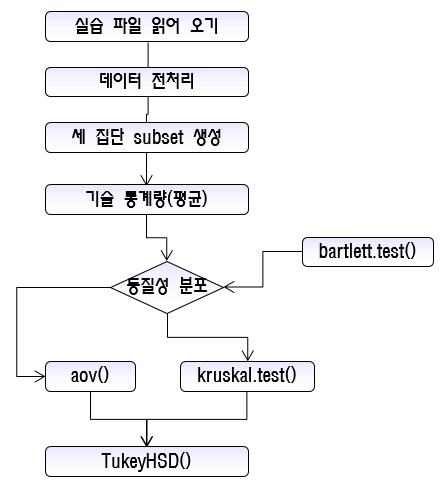 실습 파일 읽어 오기
데이터 전처리
세 집단 subset 생성
기술 통계량(평균)
bartlett.test()
동질성 분포
aov()
kruskal.test()
TukeyHSD()